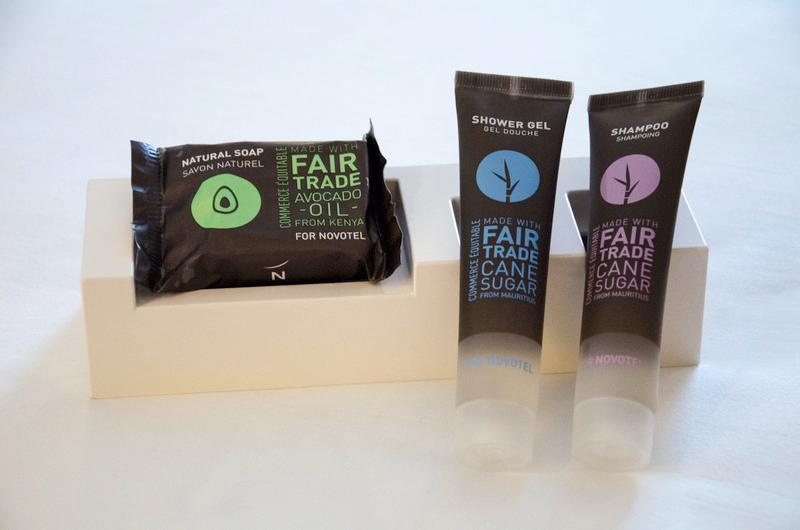 NATURAL SOAP
SAVON NATUREL
COMMERCE ÉQUITABLE
MADE WITH
FAIR
TRADE
AVOCADO
-OIL-
FROM KENYA
FOR NOVOTEL
N
SHOWER GEL
GEL DOUCHE
COMMERCE ÉQUITABLE
MADE WITH
FAIR
TRADE
CANE
SUGAR
FROM MAURITIUS
FOR NOVOTEL
SHAMPOO
SHAMPOING
COMMERCE ÉQUITABLE
MADE WITH
FAIR
TRADE
CANE
SUGAR
FROM MAURITIUS
FOR NOVOTEL